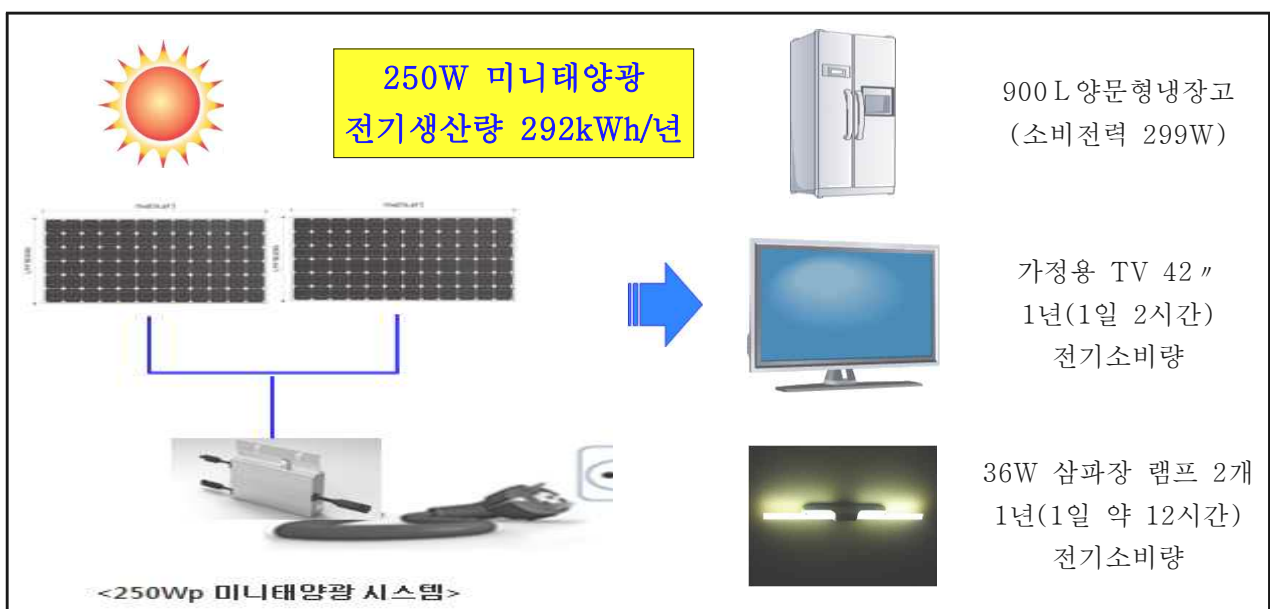 250W 미니태양광
전기생산량 292kWh/년
900L양문형냉장고
(소비전력 299W)
가정용 TV 42〃
1년(1일 2시간)
전기소비량
36W 삼파장 램프 2개
1년(1일 약 12시간)
전기소비량
<250Wp 미니태양광 시스템>